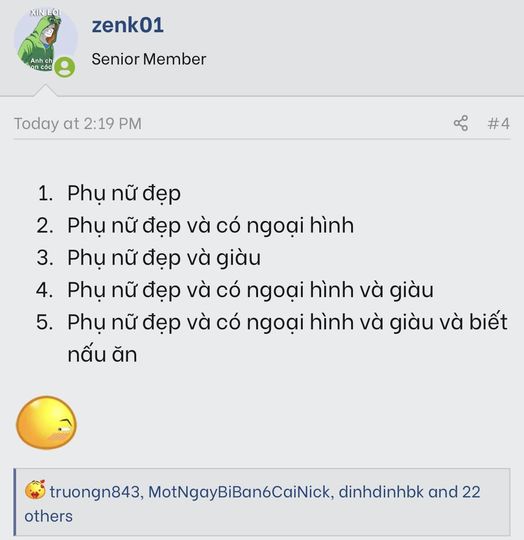 XIN LỖI
Anh ch
zenk01
Senior Member
Today at 2:19 PM
#4
1. Phụ nữ đẹp
2. Phụ nữ đẹp và có ngoại hình
3. Phụ nữ đẹp và giàu
4. Phụ nữ đẹp và có ngoại hình và giàu
5. Phụ nữ đẹp và có ngoại hình và giàu và biết
nấu ăn
truongn843, MotNgayBiBan6CaiNick, dinhdinhbk and 22
others